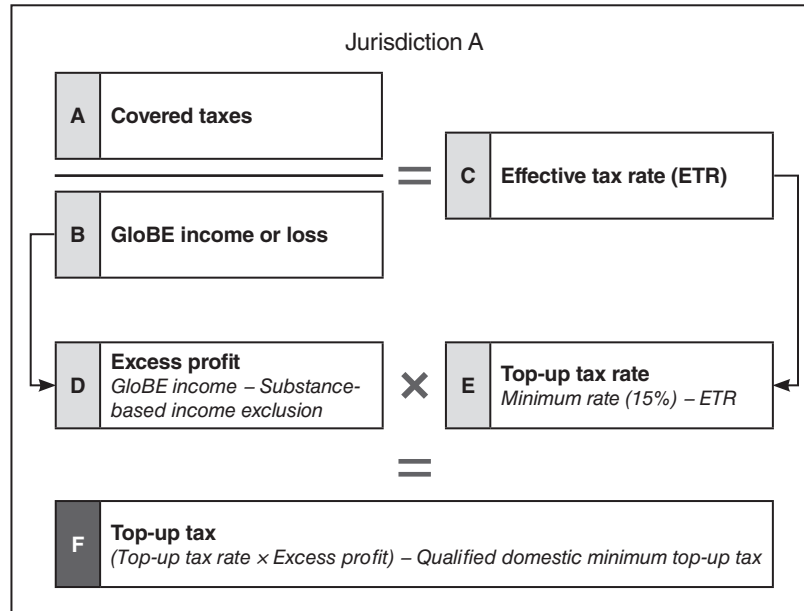 Jurisdiction A
A Covered taxes
=
C Effective tax rate (ETR)
B GloBE income or loss
D Excess profit
GloBE income – Substance-
based income exclusion
×
E Top-up tax rate
Minimum rate (15%) – ETR
=
F Top-up tax
(Top-up tax rate × Excess profit) – Qualified domestic minimum top-up tax